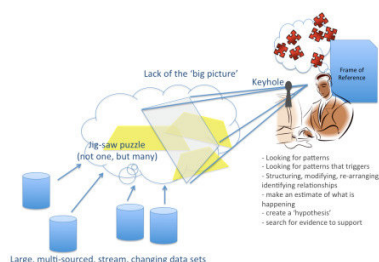 Lack of the 'big picture'
Keyhole
Frame of
Reference
Jig-saw puzzle
(not one, but many)
- Looking for patterns
- Looking for patterns that triggers
- Structuring, modifying, re-arranging
identifying relationships
- make an estimate of what is
happening
- create a 'hypothesis'
- search for evidence to support
Large, multi-sourced, stream, changing data sets